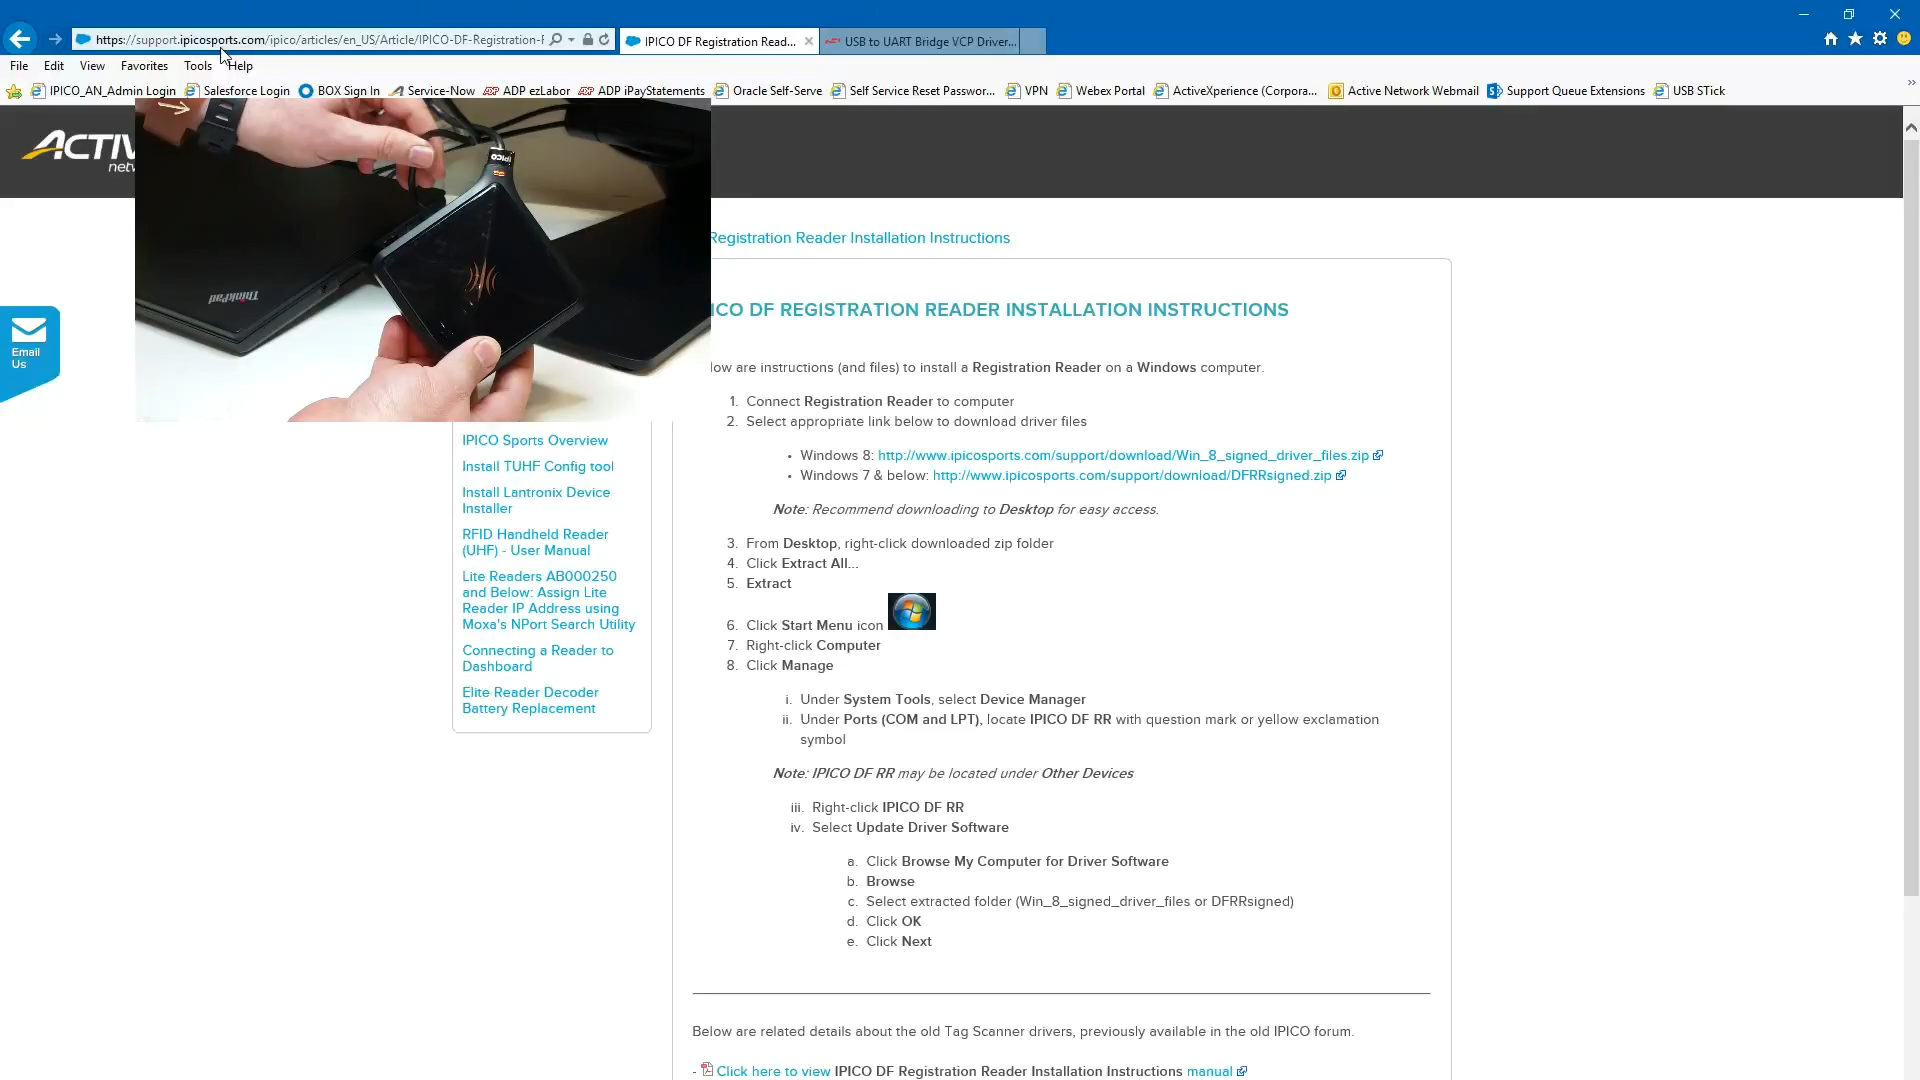 https://support.ipicosports.com/ipico/articles/en_US/Article/IPICO-DF-Registration-F
IPICO DF Registration Read...
USB to UART Bridge VCP Driver...
File Edit View Favorites Tools Help
IPICO_AN_Admin Login Salesforce Login BOX Sign In Service-Now ADP ezLabor ADP iPayStatements Oracle Self-Serve Self Service Reset Passwor... VPN Webex Portal ActiveXperience (Corpora... Active Network Webmail Support Queue Extensions USB STick
ACTIV
netw
IPICO
ThinkPad
Registration Reader Installation Instructions
ICO DF REGISTRATION READER INSTALLATION INSTRUCTIONS
Email
Us
low are instructions (and files) to install a Registration Reader on a Windows computer.
1. Connect Registration Reader to computer
2. Select appropriate link below to download driver files
• Windows 8: http://www.ipicosports.com/support/download/Win_8_signed_driver_files.zip
• Windows 7 & below: http://www.ipicosports.com/support/download/DFRRsigned.zip
Note: Recommend downloading to Desktop for easy access.
3. From Desktop, right-click downloaded zip folder
4. Click Extract All...
5. Extract
6. Click Start Menu icon
7. Right-click Computer
8. Click Manage
i. Under System Tools, select Device Manager
ii. Under Ports (COM and LPT), locate IPICO DF RR with question mark or yellow exclamation
symbol
Note: IPICO DF RR may be located under Other Devices
iii. Right-click IPICO DF RR
iv. Select Update Driver Software
a. Click Browse My Computer for Driver Software
b. Browse
c. Select extracted folder (Win_8_signed_driver_files or DFRRsigned)
d. Click OK
e. Click Next
Below are related details about the old Tag Scanner drivers, previously available in the old IPICO forum.
- Click here to view IPICO DF Registration Reader Installation Instructions manual
IPICO Sports Overview
Install TUHF Config tool
Install Lantronix Device
Installer
RFID Handheld Reader
(UHF) - User Manual
Lite Readers AB000250
and Below: Assign Lite
Reader IP Address using
Moxa's NPort Search Utility
Connecting a Reader to
Dashboard
Elite Reader Decoder
Battery Replacement